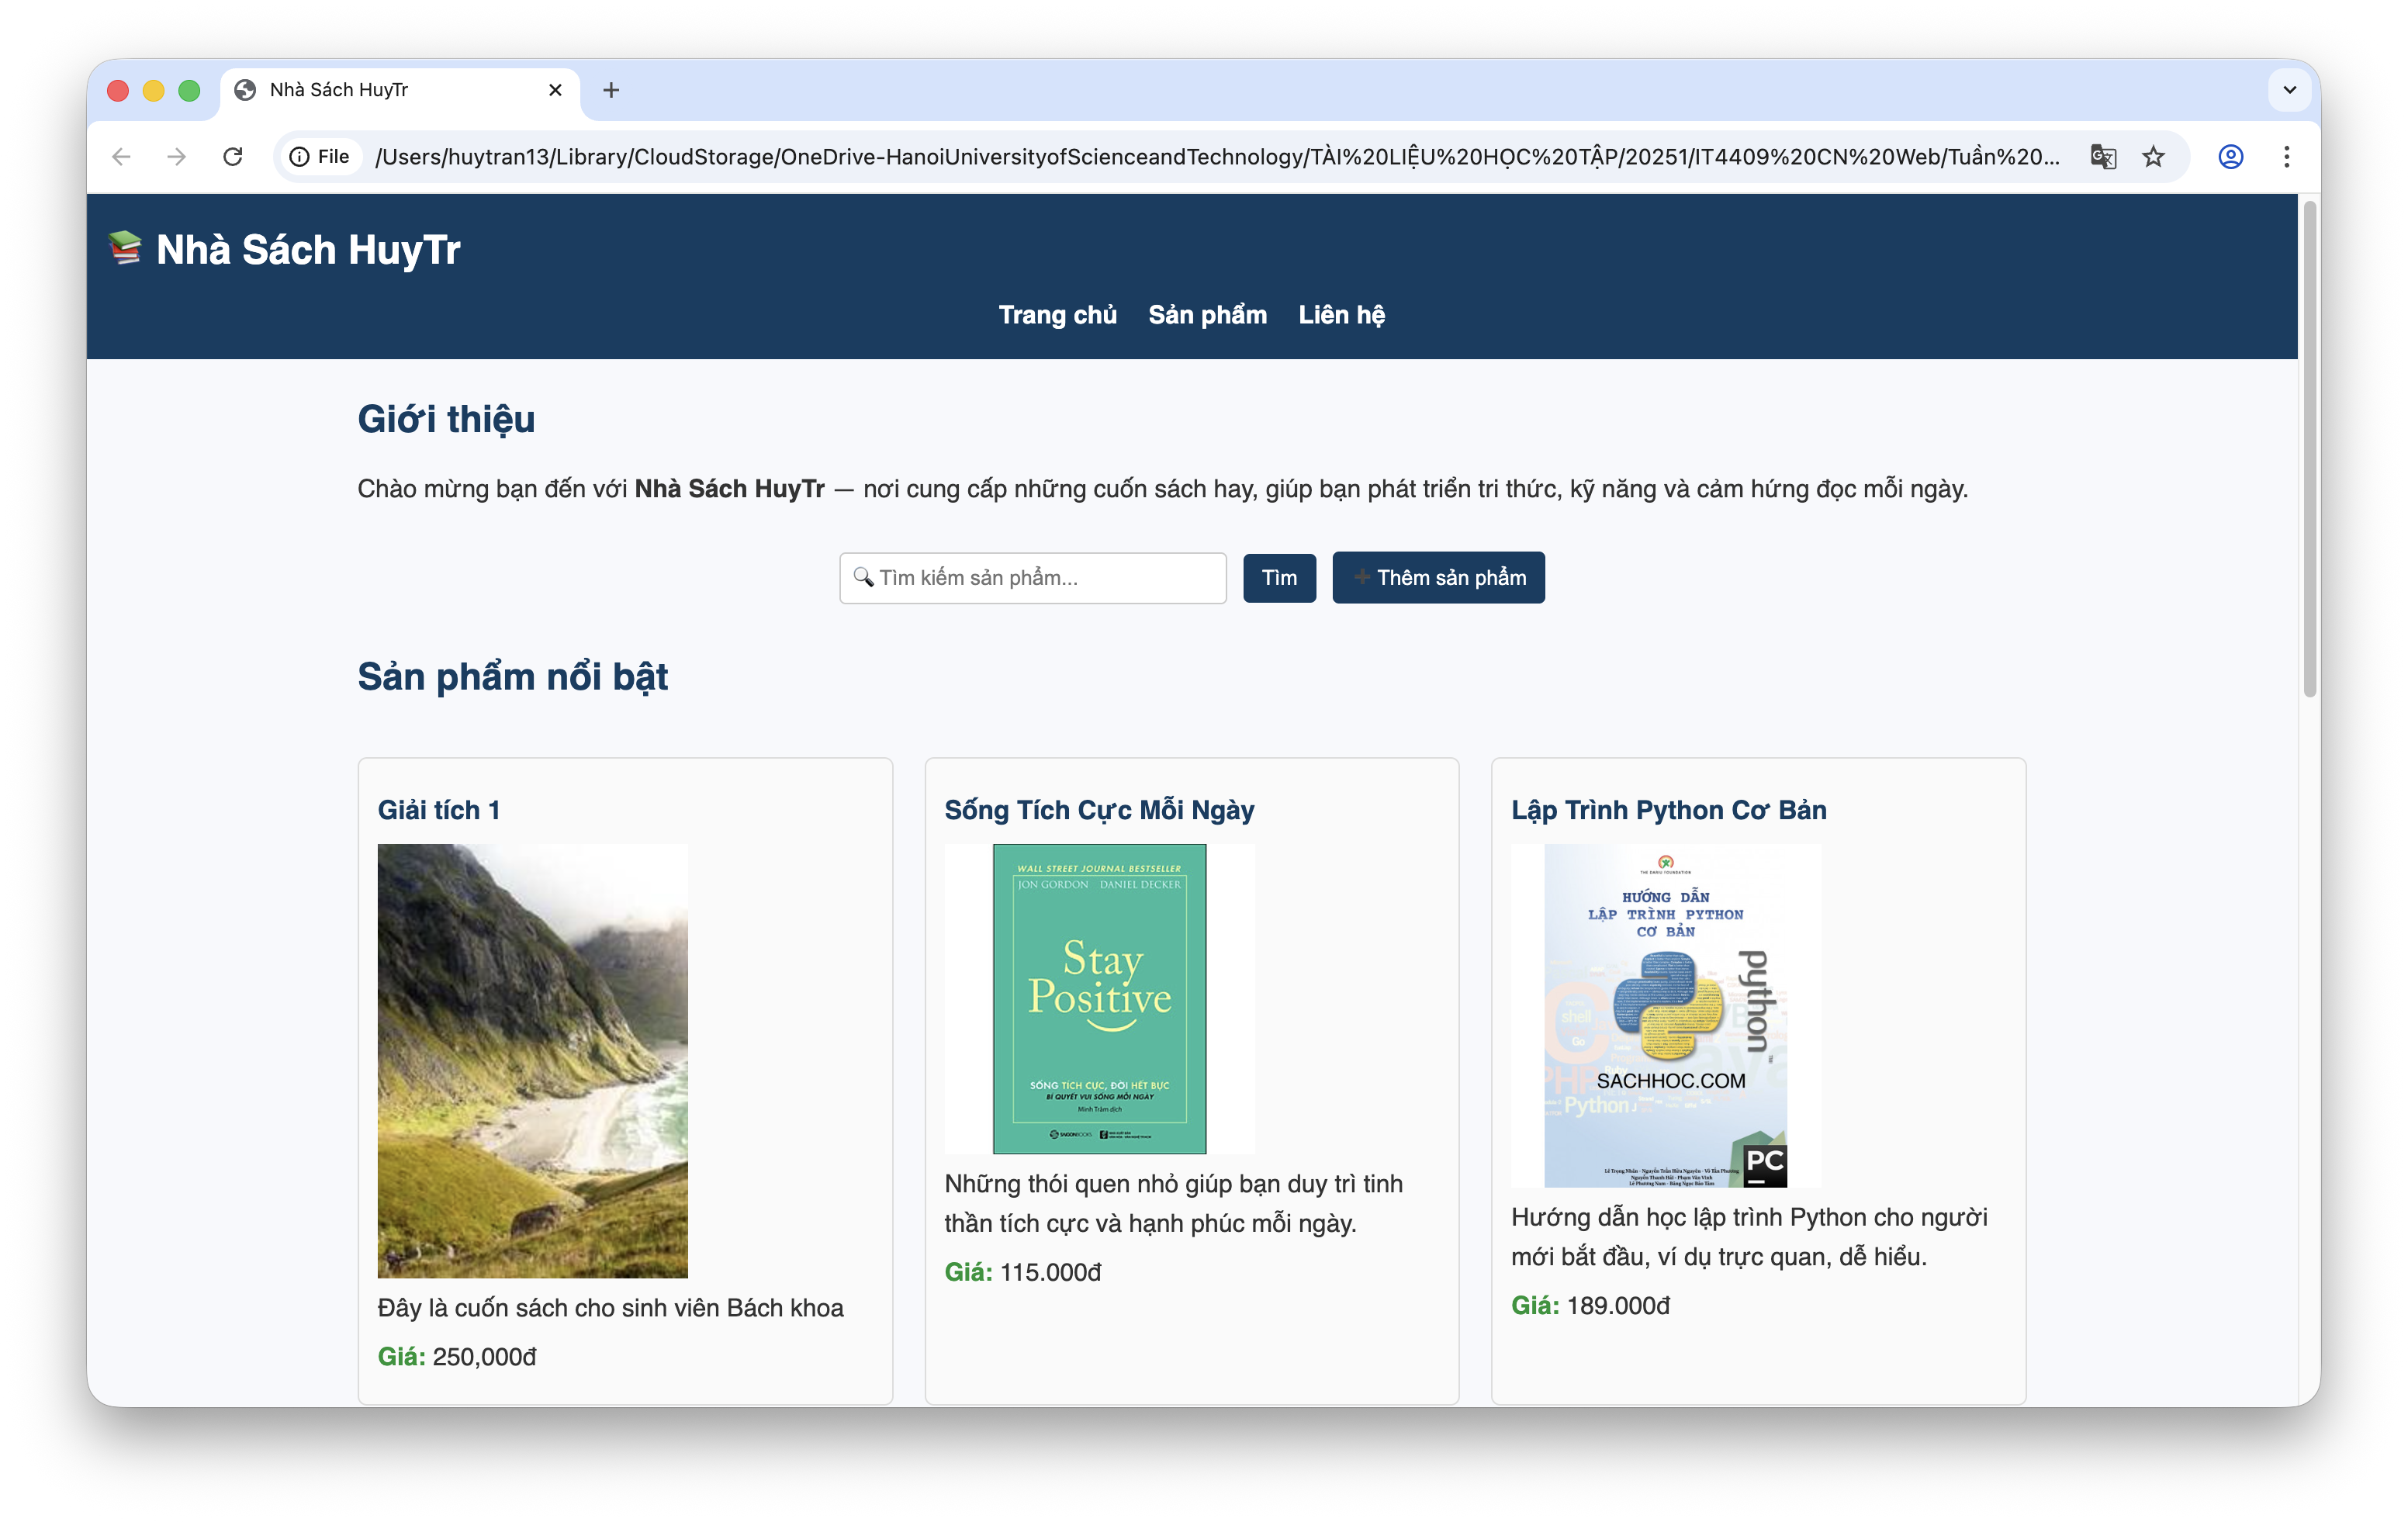 Nhà Sách HuyTr
File
/Users/huytran13/Library/CloudStorage/OneDrive-HanoiUniversityofScienceandTechnology/TÀI%20LIỆU%20HỌC%20TẬP/20251/IT4409%20CN%20Web/Tuần%20...
Nhà Sách HuyTr
Trang chủ Sản phẩm Liên hệ
Giới thiệu
Chào mừng bạn đến với Nhà Sách HuyTr — nơi cung cấp những cuốn sách hay, giúp bạn phát triển tri thức, kỹ năng và cảm hứng đọc mỗi ngày.
Tìm kiếm sản phẩm...
Tìm
Thêm sản phẩm
Sản phẩm nổi bật
Giải tích 1
Đây là cuốn sách cho sinh viên Bách khoa
Giá: 250,000đ
Sống Tích Cực Mỗi Ngày
WALL STREET JOURNAL BESTSELLER
JON GORDON DANIEL DECKER
Stay
Positive
SỐNG TÍCH CỰC, ĐỜI HẾT BỰC
BÍ QUYẾT VUI SỐNG MỖI NGÀY
Minh Trâm dịch
Những thói quen nhỏ giúp bạn duy trì tinh
thần tích cực và hạnh phúc mỗi ngày.
Giá: 115.000đ
Lập Trình Python Cơ Bản
HƯỚNG DẪN
LẬP TRÌNH PYTHON
CƠ BẢN
python
shell
Go
PHP
SACHHOC.COM
Python
PC
Hướng dẫn học lập trình Python cho người
mới bắt đầu, ví dụ trực quan, dễ hiểu.
Giá: 189.000đ